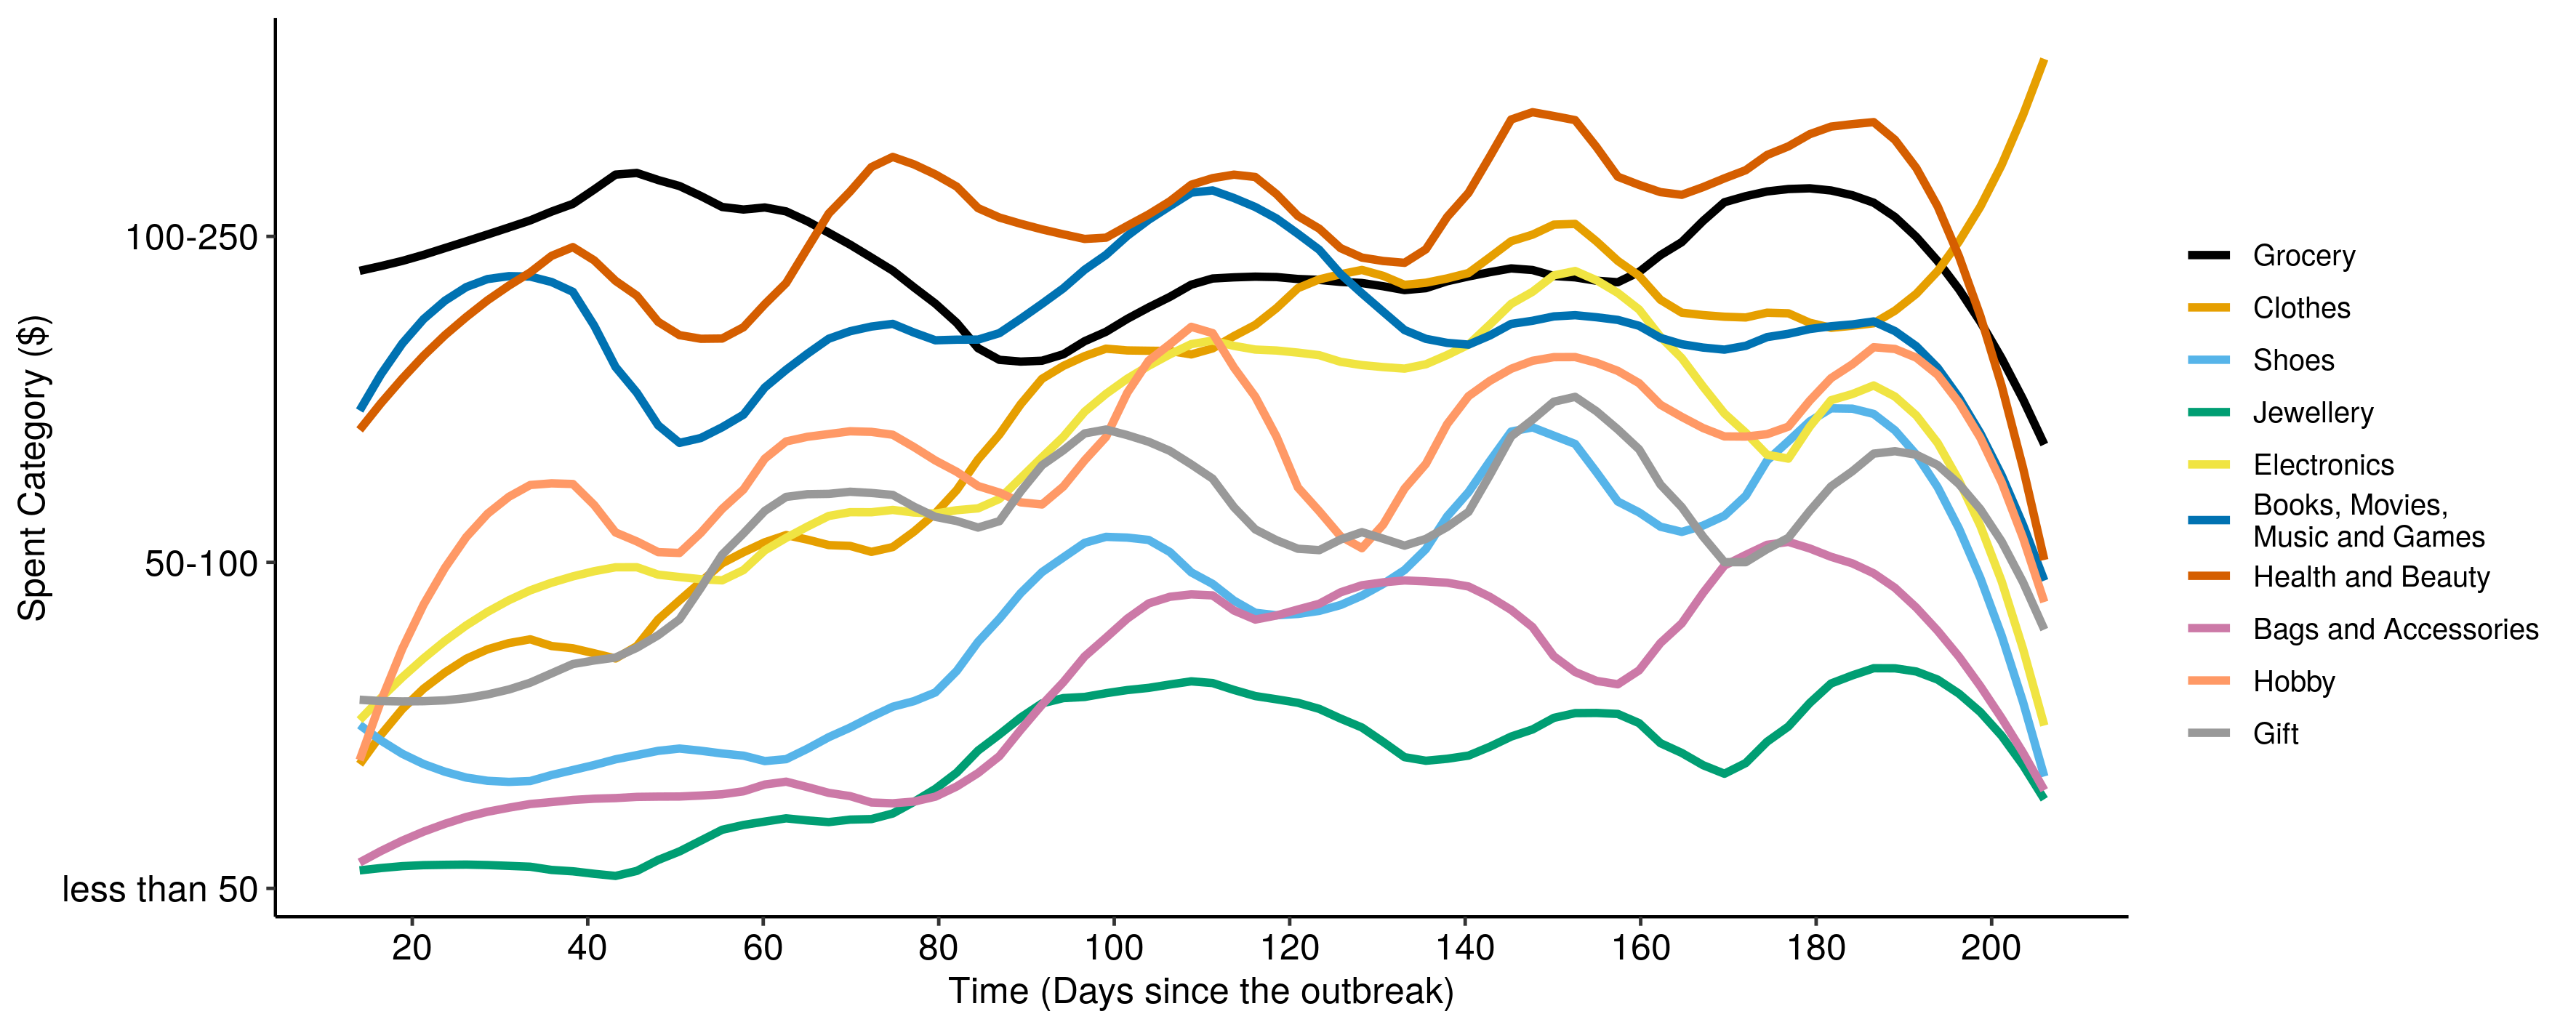 Spent Category ($)
100-250
50-100
less than 50
20 40 60 80 100 120 140 160 180 200
Time (Days since the outbreak)
Grocery
Clothes
Shoes
Jewellery
Electronics
Books, Movies,
Music and Games
Health and Beauty
Bags and Accessories
Hobby
Gift